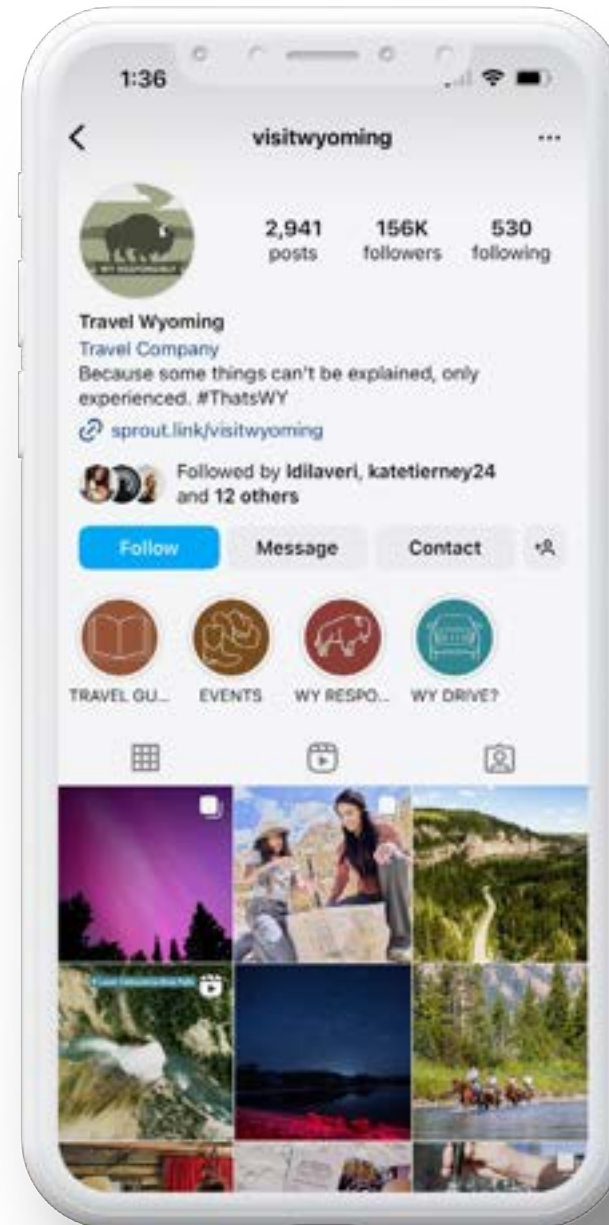 1:36
visitwyoming
2,941 156K 530
posts followers following
WY RESPONSIBLY
Travel Wyoming
Travel Company
Because some things can't be explained, only
experienced. #ThatsWY
sprout.link/visitwyoming
Followed by ldilaveri, katetierney24
and 12 others
Follow Message Contact
TRAVEL GU... EVENTS WY RESPO... WY DRIVE?